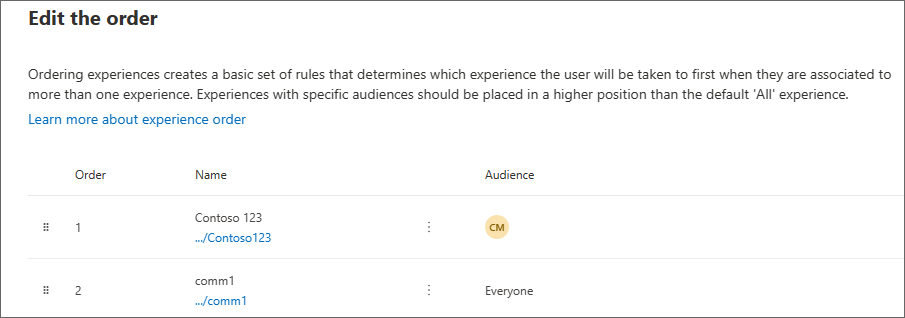 Edit the order
Ordering experiences creates a basic set of rules that determines which experience the user will be taken to first when they are associated to
more than one experience. Experiences with specific audiences should be placed in a higher position than the default 'All' experience.
Learn more about experience order
Order Name Audience
1 Contoso 123 CM
.../Contoso123
2 comm1 Everyone
.../comm1